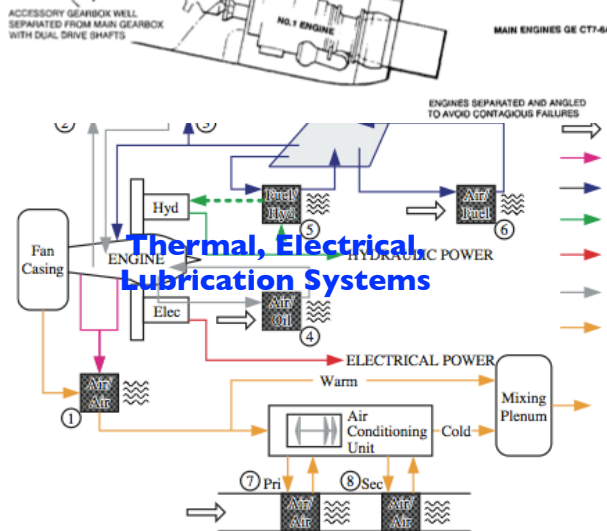 ACCESSORY GEARBOX WELL
SEPARATED FROM MAIN GEARBOX
WITH DUAL DRIVE SHAFTS
NO.1 ENGINE
MAIN ENGINES GE CT7-6
ENGINES SEPARATED AND ANGLED
TO AVOID CONTAGIOUS FAILURES
2
3
Hyd
Fuel/
Hyd
5
Air/
Fuel
6
Fan
Casing
ENGINE
HYDRAULIC POWER
Thermal, Electrical,
Lubrication Systems
Elec
Air/
Oil
4
ELECTRICAL POWER
Air/
Air
1
Warm
Mixing
Plenum
Air
Conditioning
Unit
Cold
7 Pri
8 Sec
Air/
Air
Air/
Air